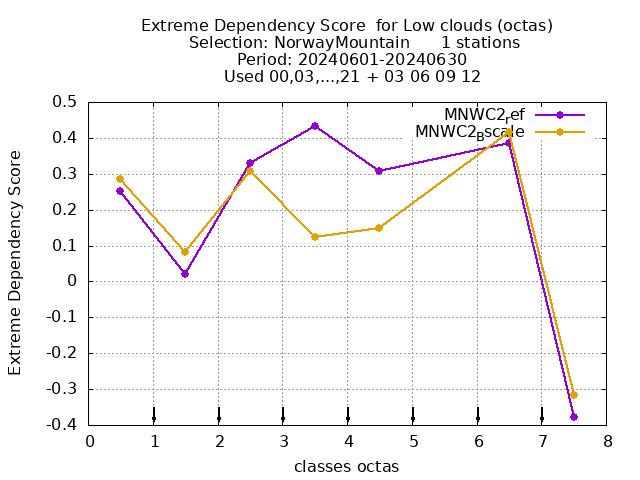 Extreme Dependency Score for Low clouds (octas)
Selection: NorwayMountain 1 stations
Period: 20240601-20240630
Used 00,03,...,21 + 03 06 09 12
MNWC2ref
MNWC2Bscale
Extreme Dependency Score
0.5
0.4
0.3
0.2
0.1
0
-0.1
-0.2
-0.3
-0.4
0 1 2 3 4 5 6 7 8
classes octas